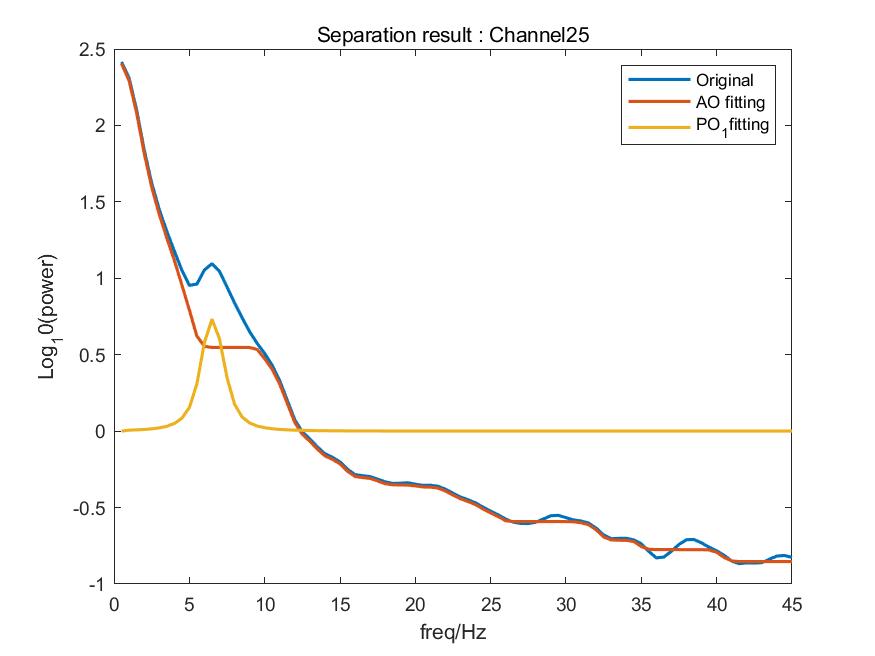 Separation result : Channel25
Original
AO fitting
PO1fitting
Log10(power)
2.5
2
1.5
1
0.5
0
-0.5
-1
0 5 10 15 20 25 30 35 40 45
freq/Hz